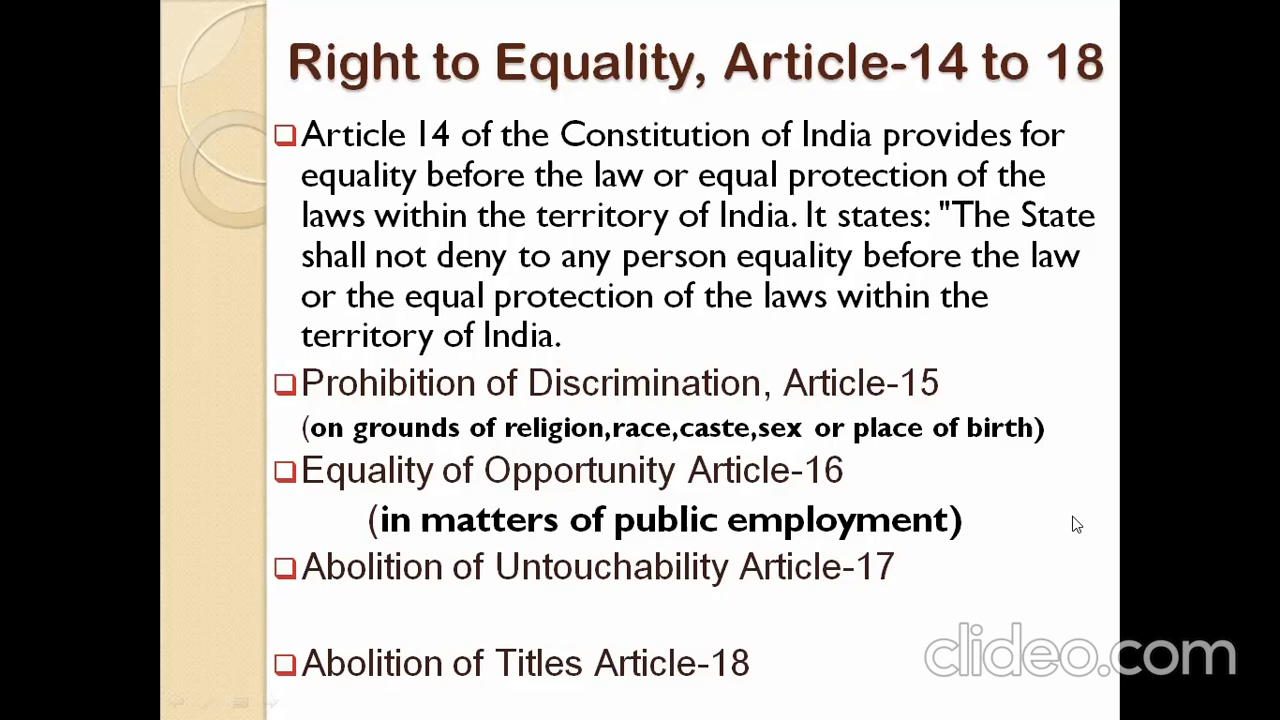 Right to Equality, Article-14 to 18
Article 14 of the Constitution of India provides for
equality before the law or equal protection of the
laws within the territory of India. It states: "The State
shall not deny to any person equality before the law
or the equal protection of the laws within the
territory of India.
Prohibition of Discrimination, Article-15
(on grounds of religion,race,caste,sex or place of birth)
Equality of Opportunity Article-16
(in matters of public employment)
Abolition of Untouchability Article-17
Abolition of Titles Article-18
clideo.com